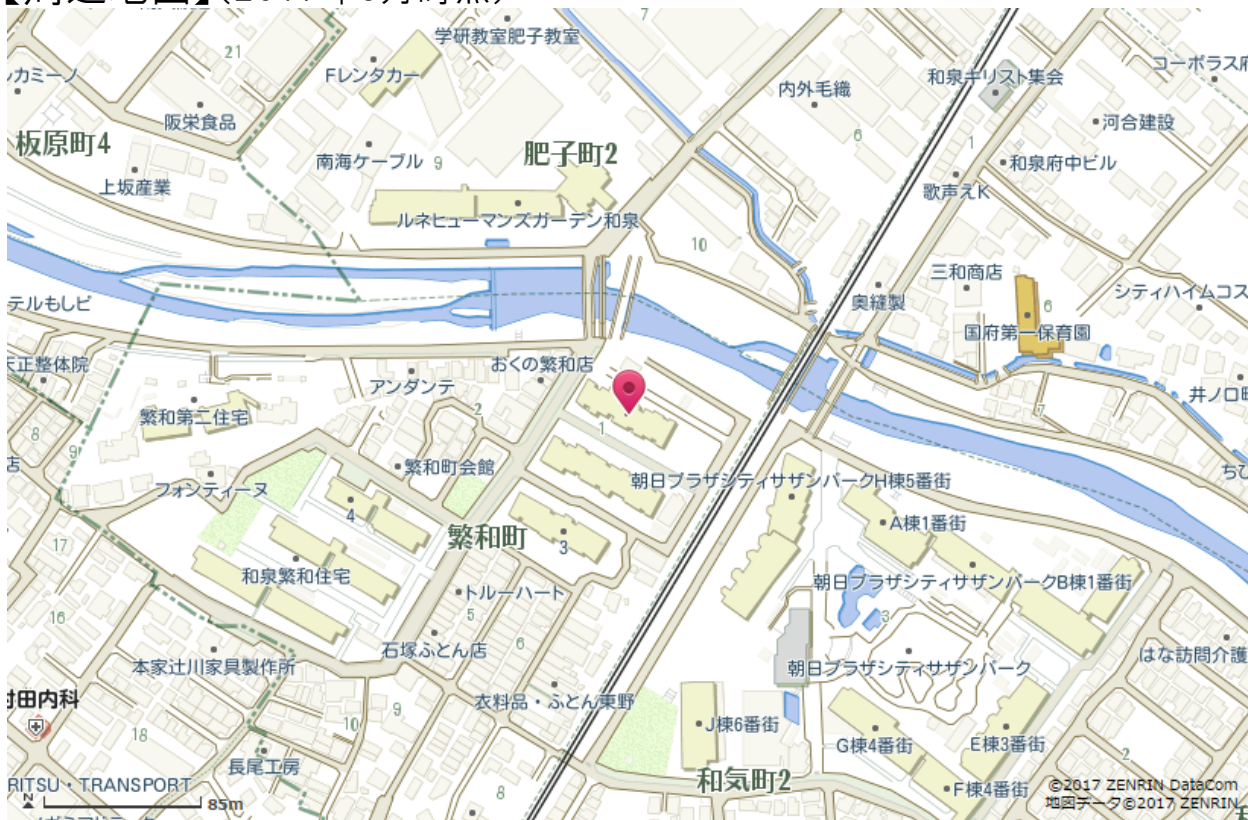 学研教室肥子教室
7
21
Fレンタカー
和泉キリスト集会
コーポラス府
カミーノ
内外毛織
阪栄食品
河合建設
板原町4
肥子町2
南海ケーブル
9
6
1
和泉府中ビル
上坂産業
歌声えK
ルネヒューマンズガーデン和泉
10
三和商店
テルもしピ
奥縫製
6
シティハイムコス
国府第一保育園
天正整体院
おくの繁和店
アンダンテ
井ノ口町
繁和第二住宅
2
1
7
8
9
店
繁和町会館
フォンティーヌ
朝日プラザシティサザンパークH棟5番街
ちひ
4
A棟1番街
繁和町
3
17
和泉繁和住宅
朝日プラザシティサザンパークB棟1番街
トルーハート
16
5
3
6
石塚ふとん店
本家辻川家具製作所
朝日プラザシティサザンパーク
はな訪問介護
衣料品・ふとん東野
村田内科
9
10
J棟6番街
18
G棟4番街
E棟3番街
2
長尾工房
和気町2
RITSU・TRANSPORT
F棟4番街
8
N
85m
©2017 ZENRIN DataCom
地図データ©2017 ZENRIN